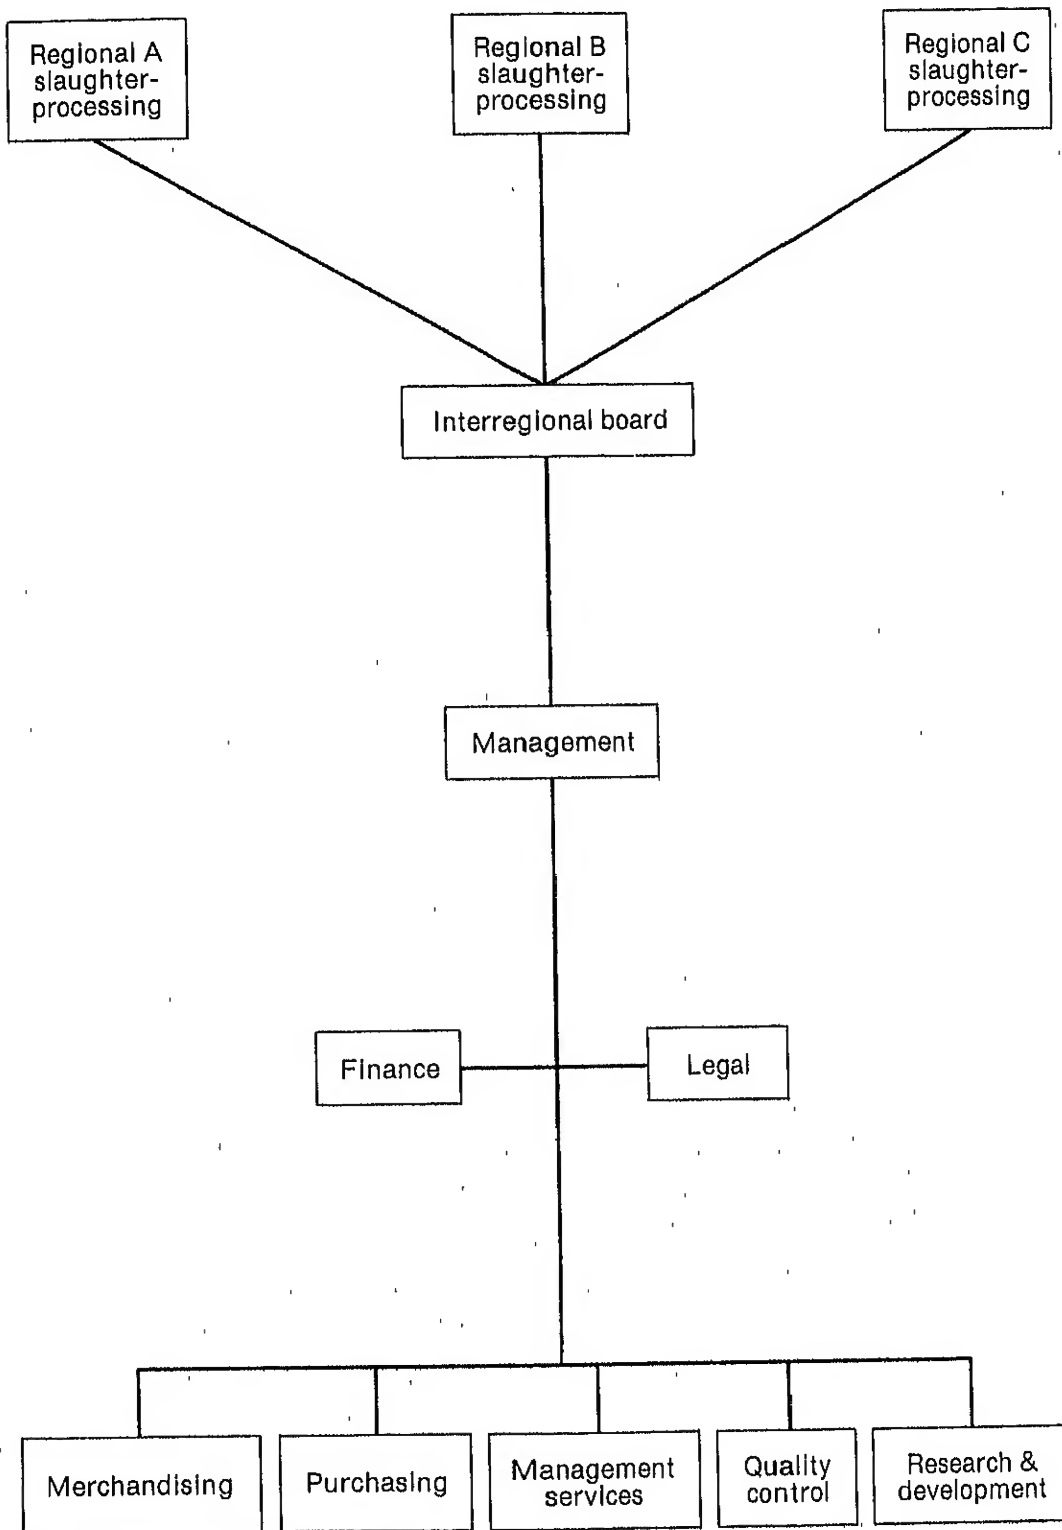 Regional A
slaughter-
processing
Regional B
slaughter-
processing
Regional C
slaughter-
processing
Interregional board
Management
Finance
Legal
Merchandising
Purchasing
Management
services
Quality
control
Research &
development